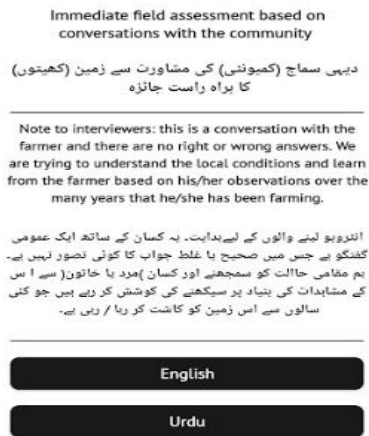 Immediate field assessment based on
conversations with the community
دیہی سماج (کمیونٹی) کی مشاورت سے زمین (کھیتوں)
کا براہ راست جائزہ
Note to interviewers: this is a conversation with the
farmer and there are no right or wrong answers. We
are trying to understand the local conditions and learn
from the farmer based on his/her observations over the
many years that he/she has been farming.
انٹرویو لینے والوں کے لیےہدایت۔ یہ کسان کے ساتھ ایک عمومی
گفتگو ہے جس میں صحیح یا غلط جواب کا کوئی تصور نہیں ہے۔
ہم مقامی حاالت کو سمجھنے اور کسان )مرد یا خاتون( سے ا س
کے مشاہدات کی بنیاد پر سیکھنے کی کوشش کر رہے ہیں جو کئی
سالوں سے اس زمین کو کاشت کر رہا / رہی ہے۔
English
Urdu